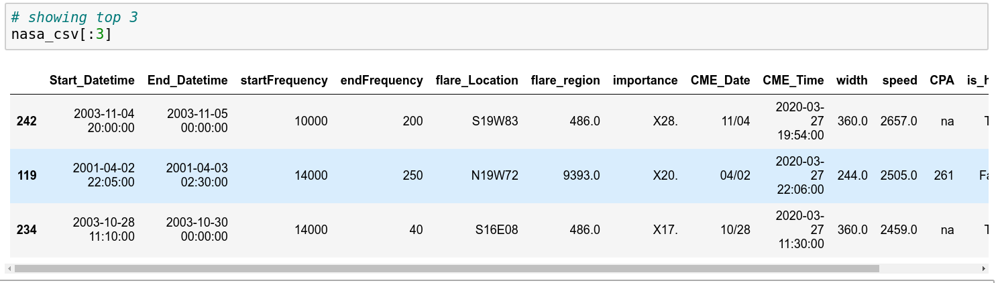 # showing top 3
nasa_csv[:3]
Start_Datetime End_Datetime startFrequency endFrequency flare_Location flare_region importance CME_Date CME_Time width speed CPA is_h
242 2003-11-04 20:00:00 2003-11-05 00:00:00 10000 200 S19W83 486.0 X28. 11/04 2020-03-27 19:54:00 360.0 2657.0 na T
119 2001-04-02 22:05:00 2001-04-03 02:30:00 14000 250 N19W72 9393.0 X20. 04/02 2020-03-27 22:06:00 244.0 2505.0 261 Fa
234 2003-10-28 11:10:00 2003-10-30 00:00:00 14000 40 S16E08 486.0 X17. 10/28 2020-03-27 11:30:00 360.0 2459.0 na T